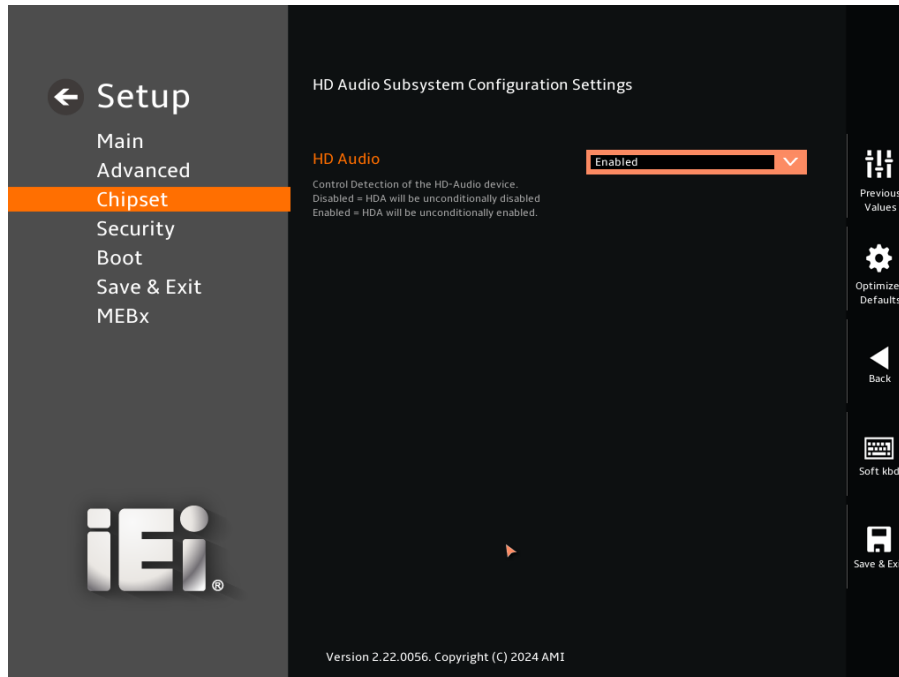 Setup
Main
Advanced
Chipset
Security
Boot
Save & Exit
MEBx
iEi®
HD Audio Subsystem Configuration Settings
HD Audio
Enabled
Control Detection of the HD-Audio device.
Disabled = HDA will be unconditionally disabled
Enabled = HDA will be unconditionally enabled.
Version 2.22.0056. Copyright (C) 2024 AMI
Previous
Values
Optimize
Defaults
Back
Soft kbd
Save & Ex